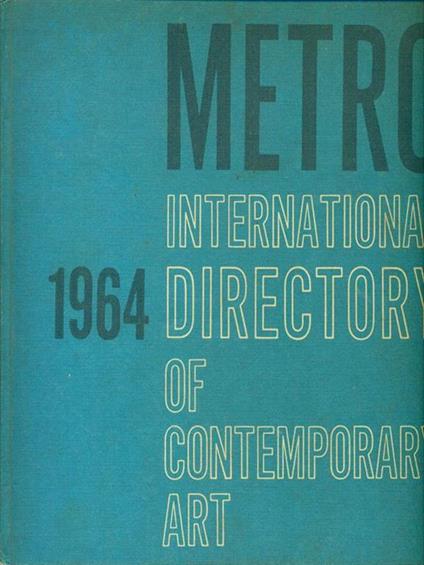 METRO
INTERNATIONA
1964 DIRECTORY
OF
CONTEMPORARY
ART